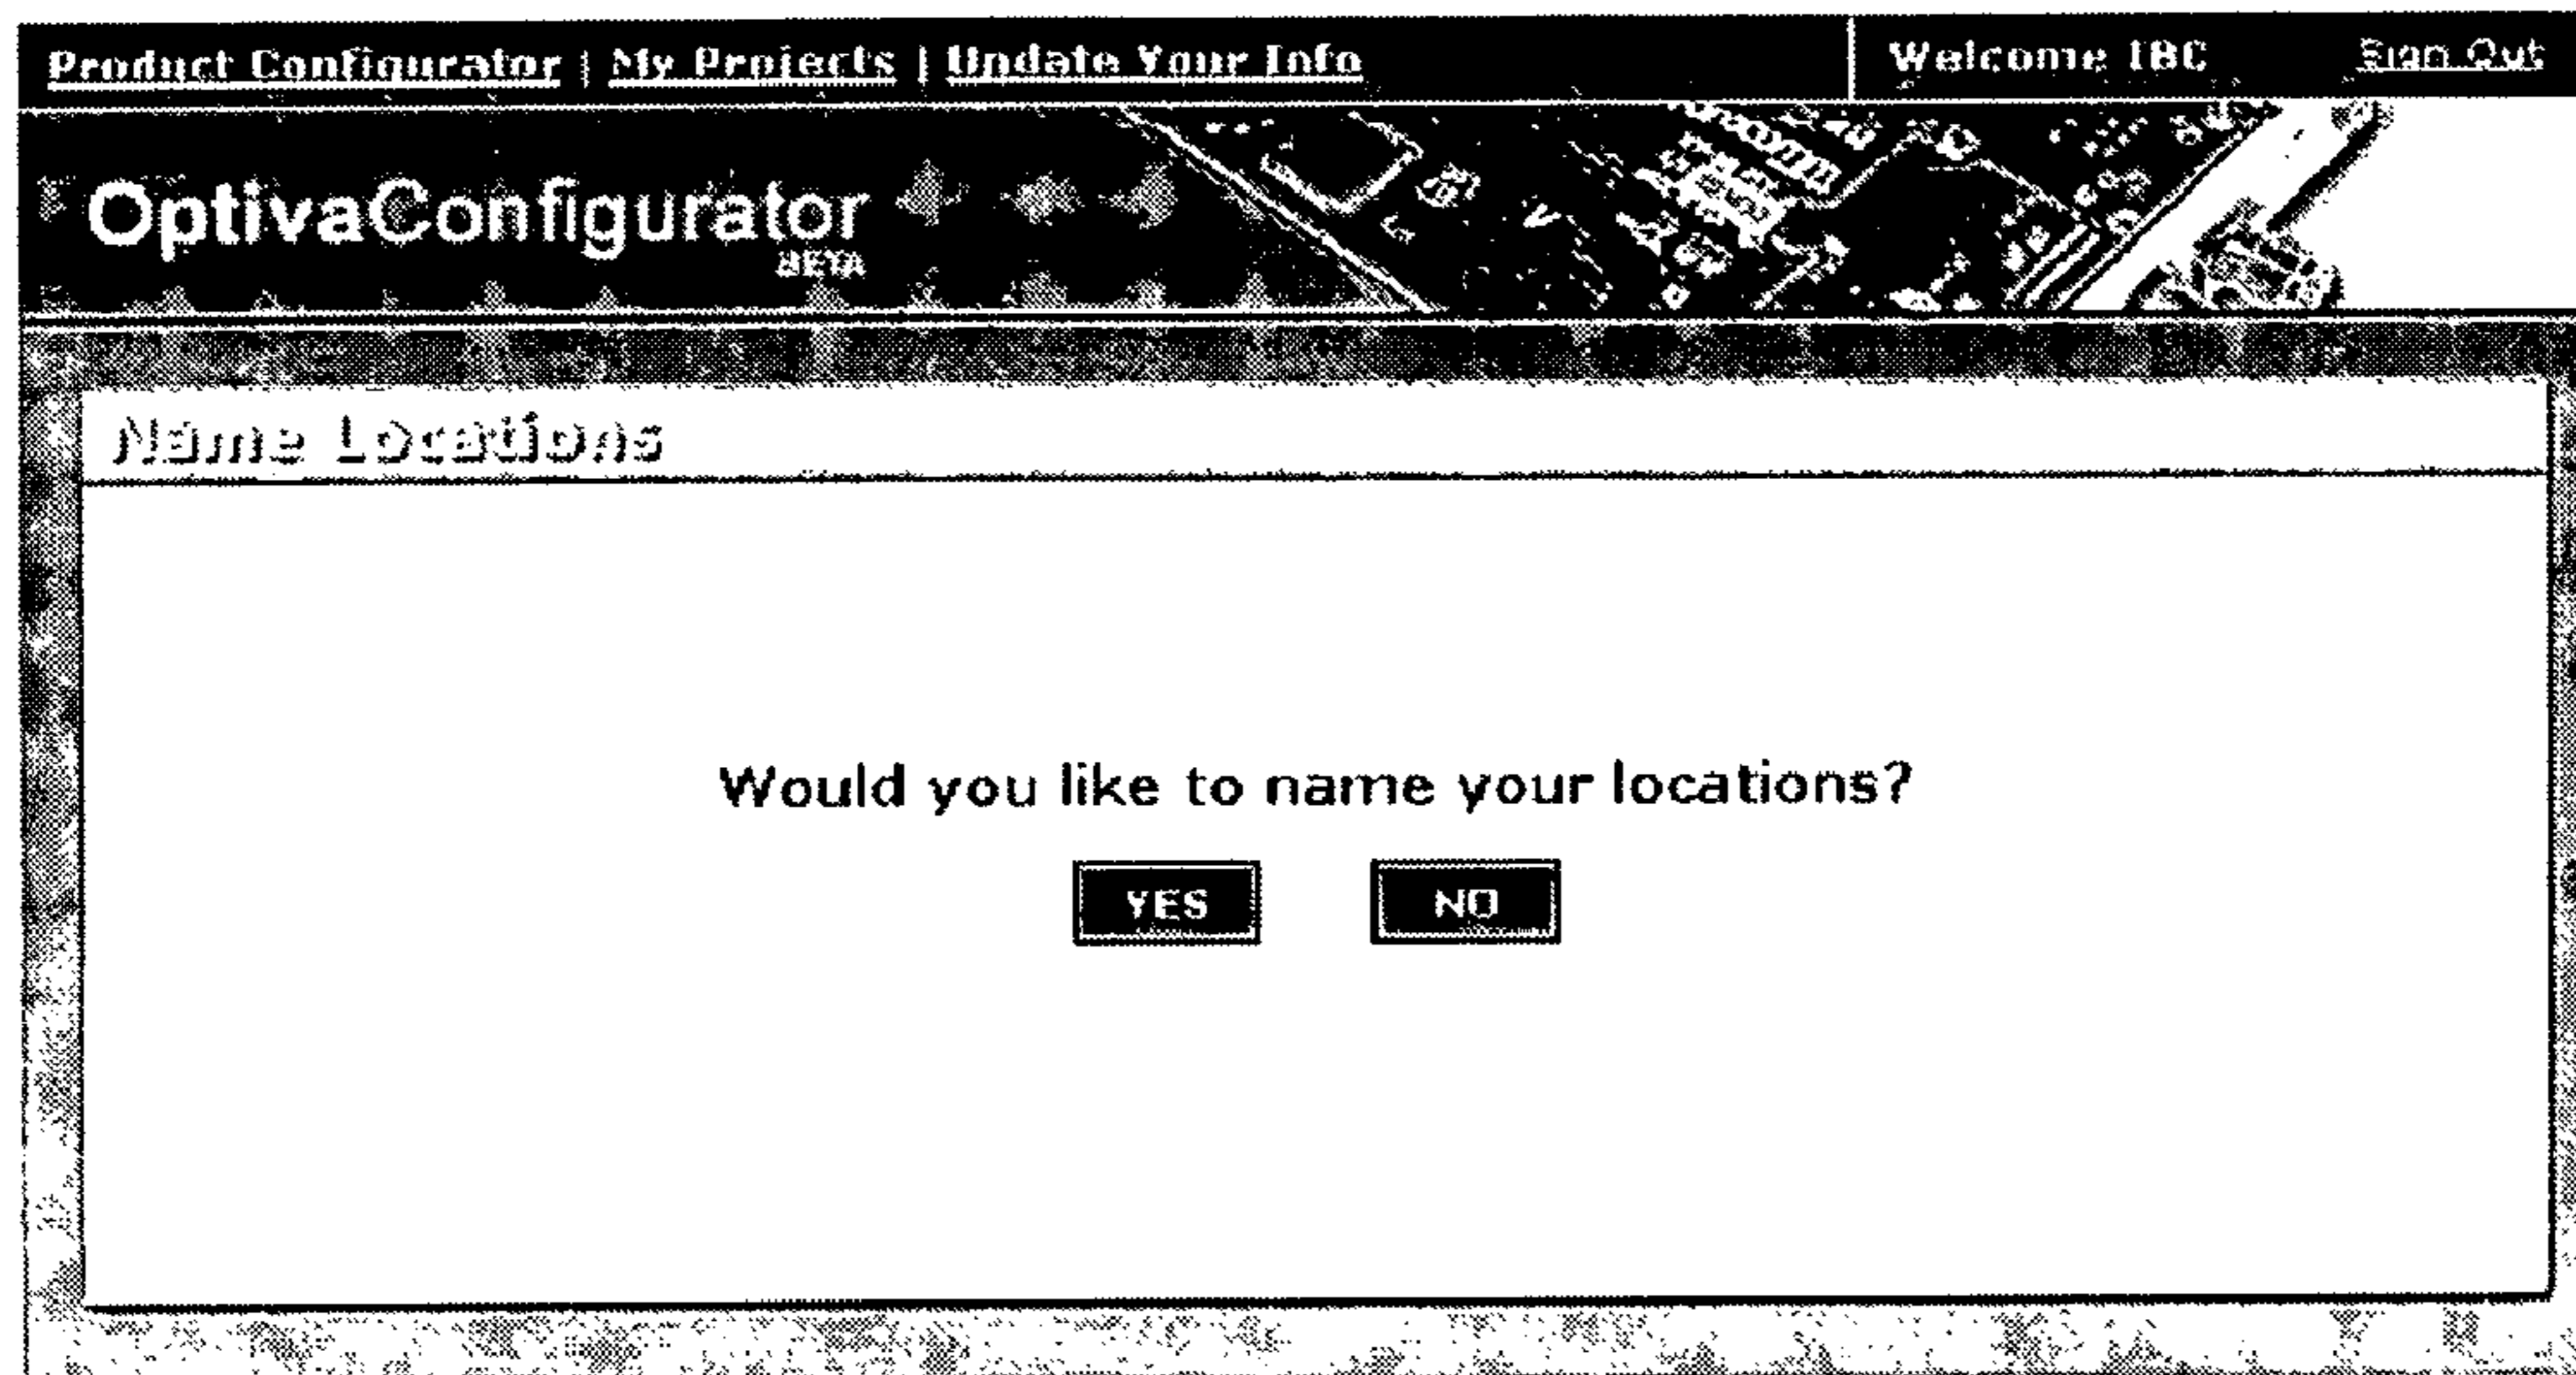 Product Configurator | My Projects | Update Your Info Welcome IBC Sign Out
OptivaConfigurator
BETA
Name Locations
Would you like to name your locations?
YES NO